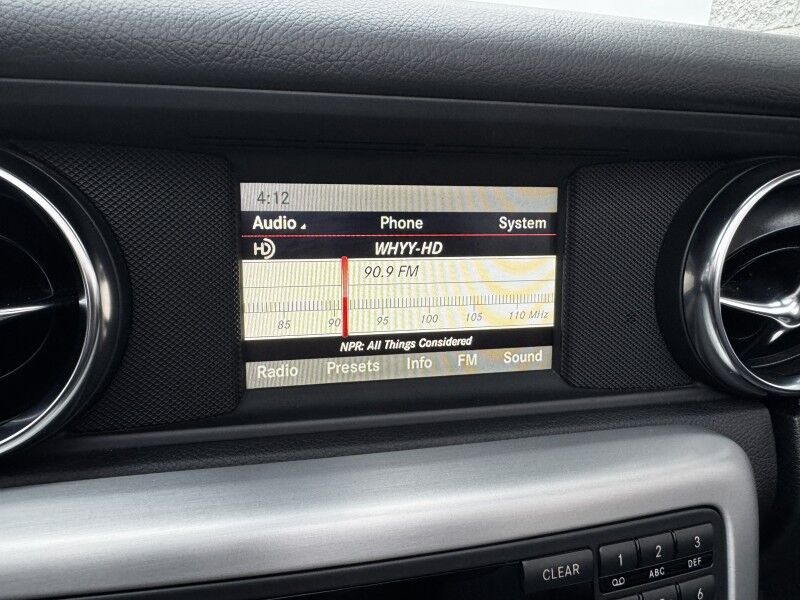 4:12
Audio Phone System
HD WHYY-HD
90.9 FM
85 90 95 100 105 110 MHz
NPR: All Things Considered
Radio Presets Info FM Sound
CLEAR 1 2 3
ABC DEF
6